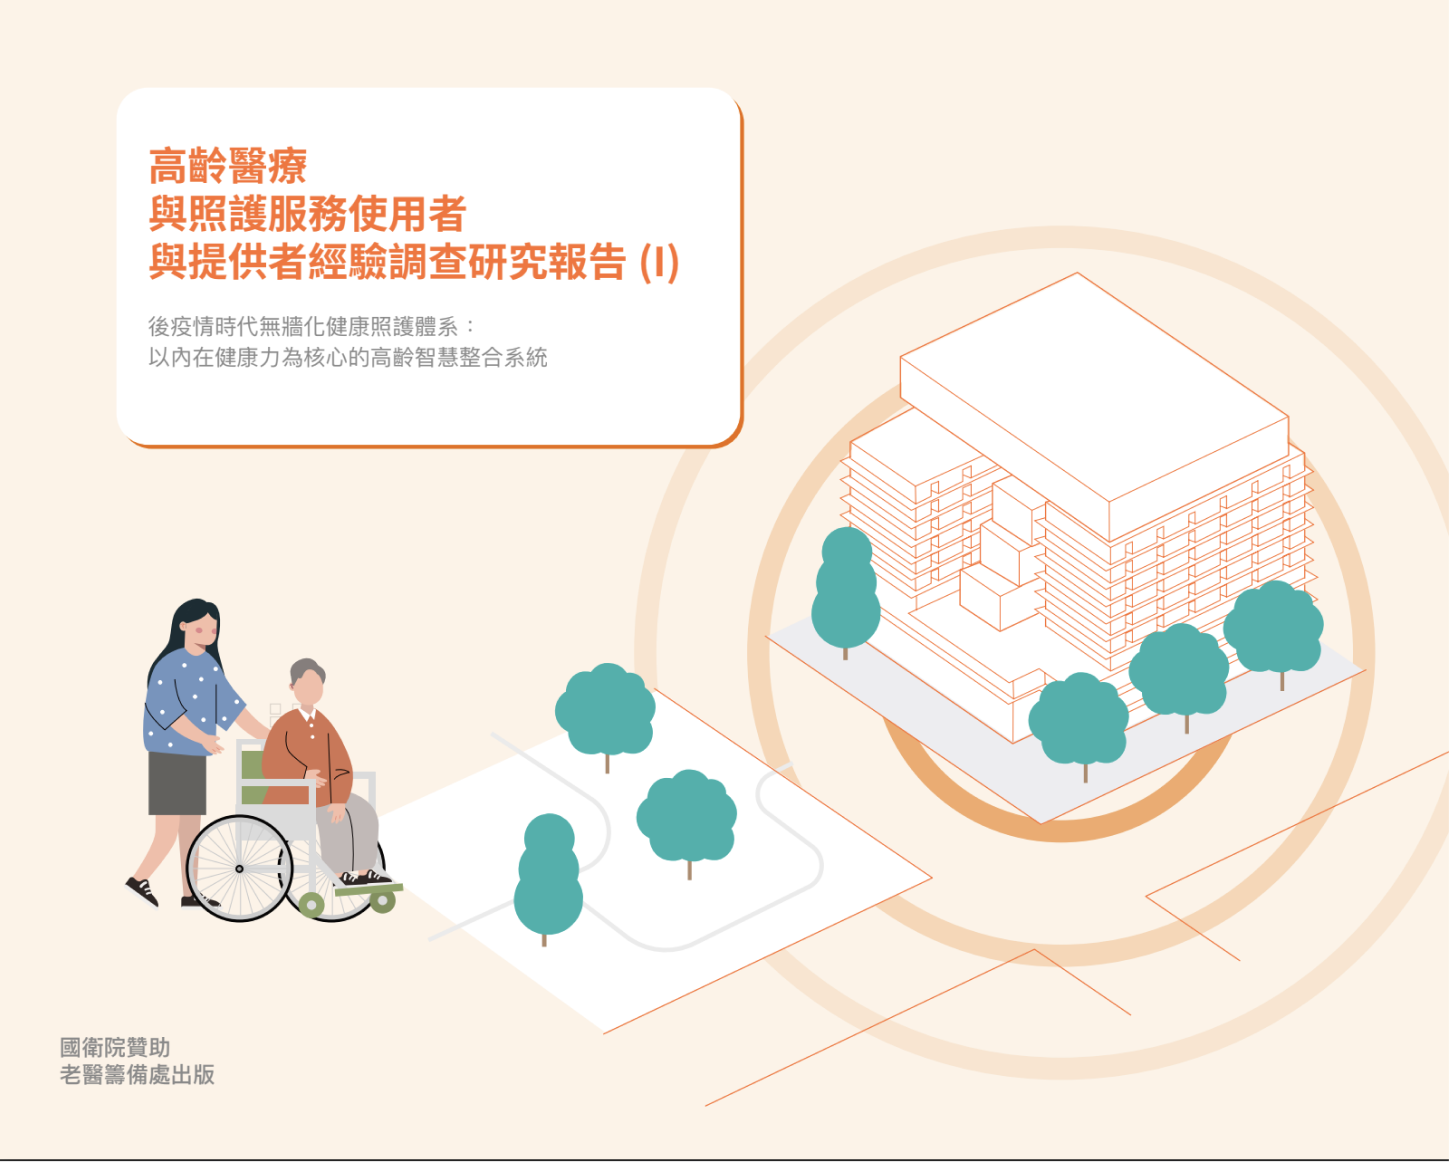 高齡醫療
與照護服務使用者
與提供者經驗調查研究報告 (I)
後疫情時代無牆化健康照護體系：
以內在健康力為核心的高齡智慧整合系統
國衛院贊助
老醫籌備處出版